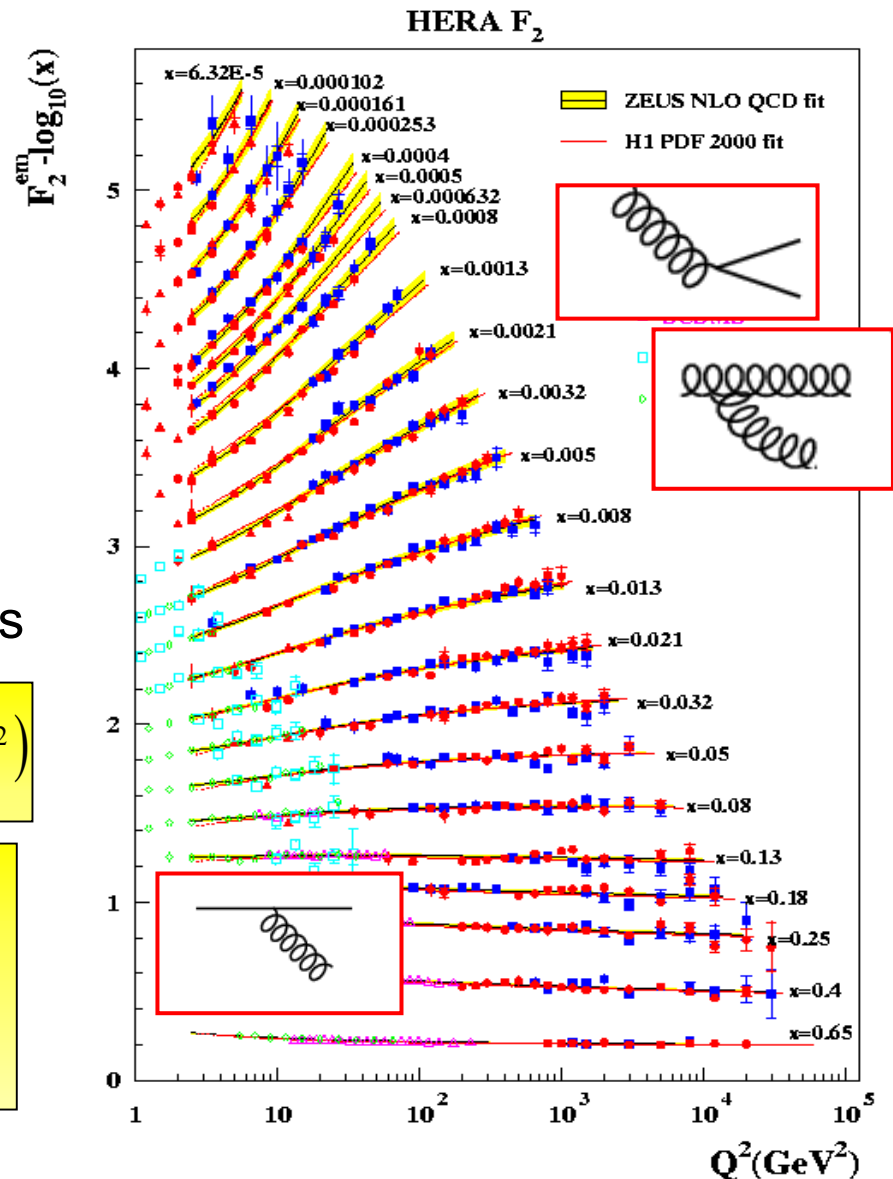 HERA F₂
F₂ᵉᵐ-log₁₀(x)
x=6.32E-5
x=0.000102
x=0.000161
x=0.000253
x=0.0004
x=0.0005
x=0.000632
x=0.0008
x=0.0013
x=0.0021
x=0.0032
x=0.005
x=0.008
x=0.013
x=0.021
x=0.032
x=0.05
x=0.08
x=0.13
x=0.18
x=0.25
x=0.4
x=0.65
ZEUS NLO QCD fit
H1 PDF 2000 fit
5
4
3
2
1
0
s
²)
1 10 10² 10³ 10⁴ 10⁵
Q²(GeV²)